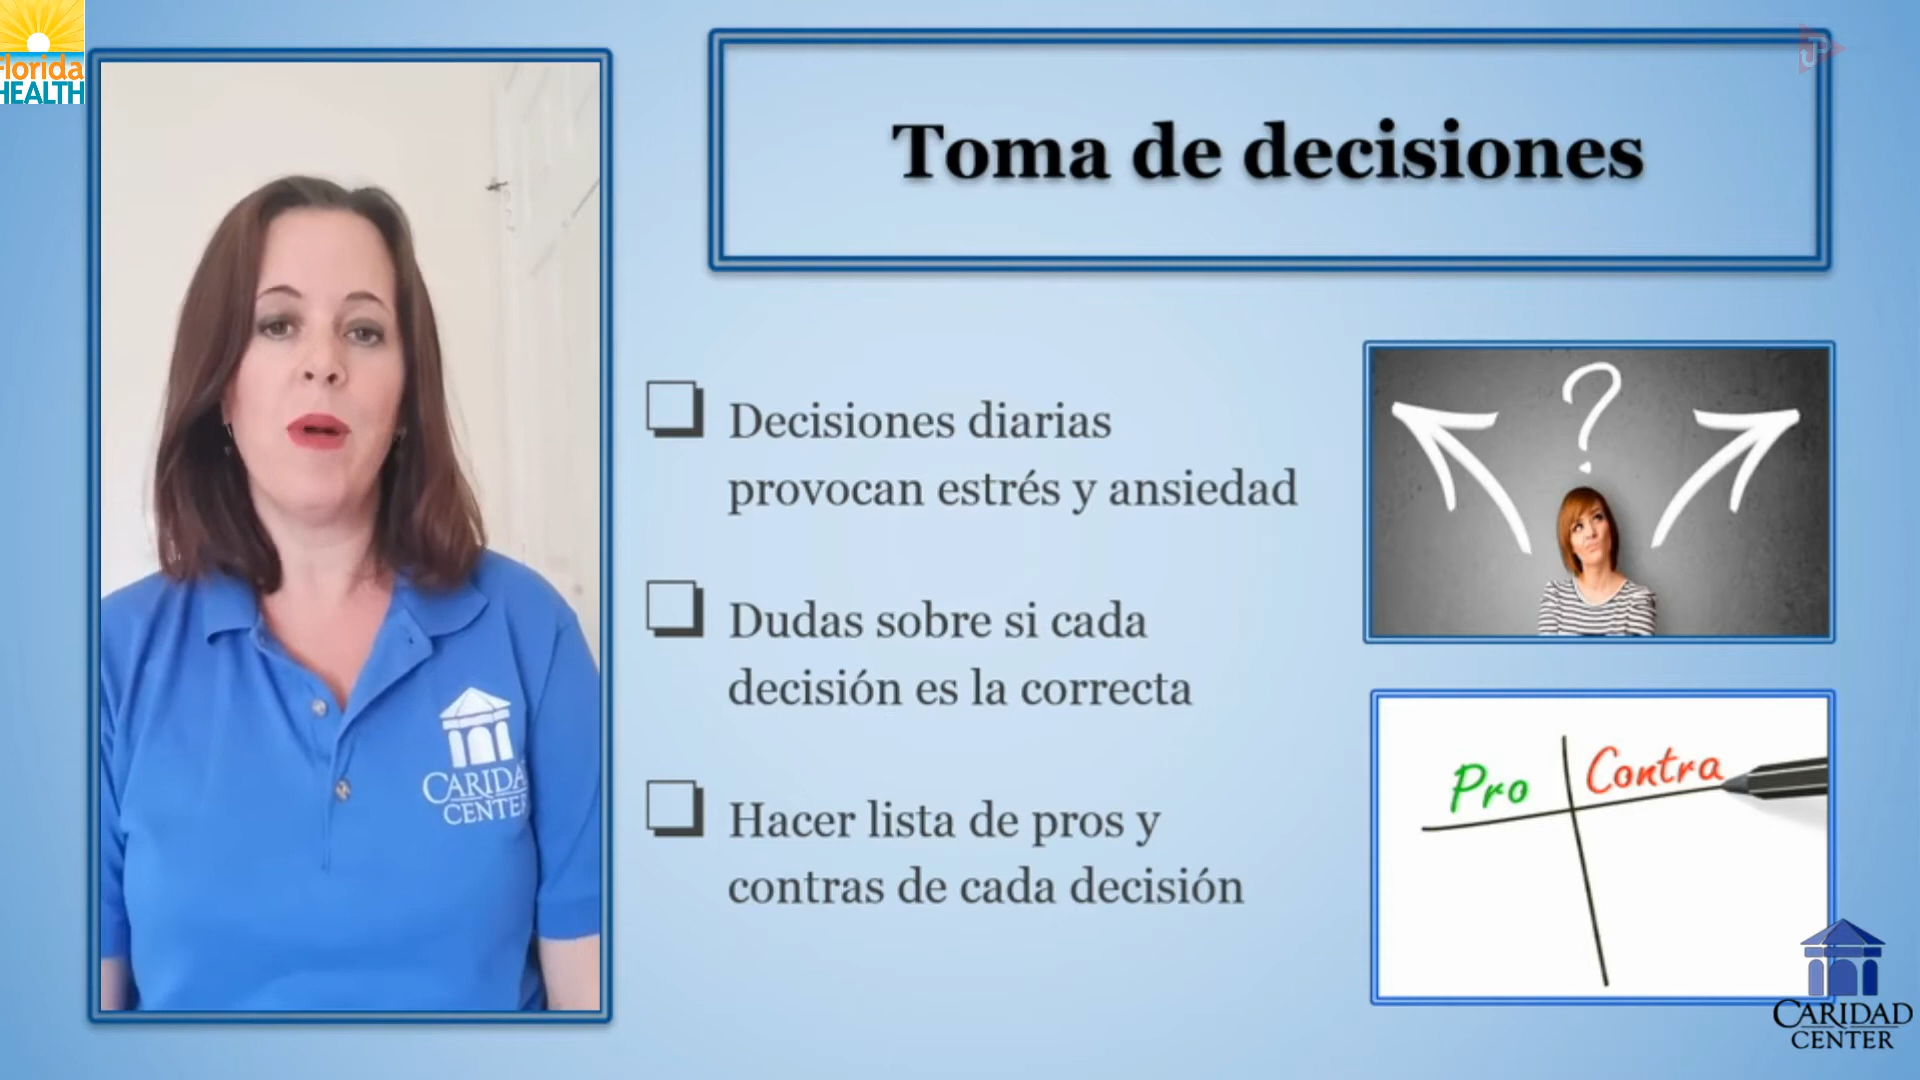 Florida
HEALTH
Toma de decisiones
Decisiones diarias
provocan estrés y ansiedad
Dudas sobre si cada
decisión es la correcta
Hacer lista de pros y
contras de cada decisión
?
Pro
Contra
CARIDA
CENTER
CARIDAD
CENTER